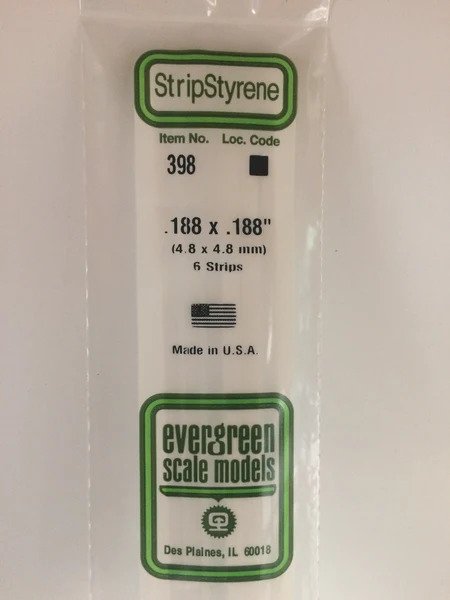 StripStyrene
Item No. Loc. Code
398
.188 x .188"
(4.8 x 4.8 mm)
6 Strips
Made in U.S.A.
evergreen
scale models
Des Plaines, IL 60018